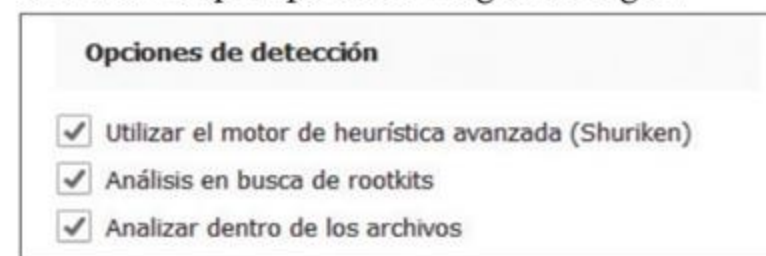 Opciones de detección
Utilizar el motor de heurística avanzada (Shuriken)
Análisis en busca de rootkits
Analizar dentro de los archivos